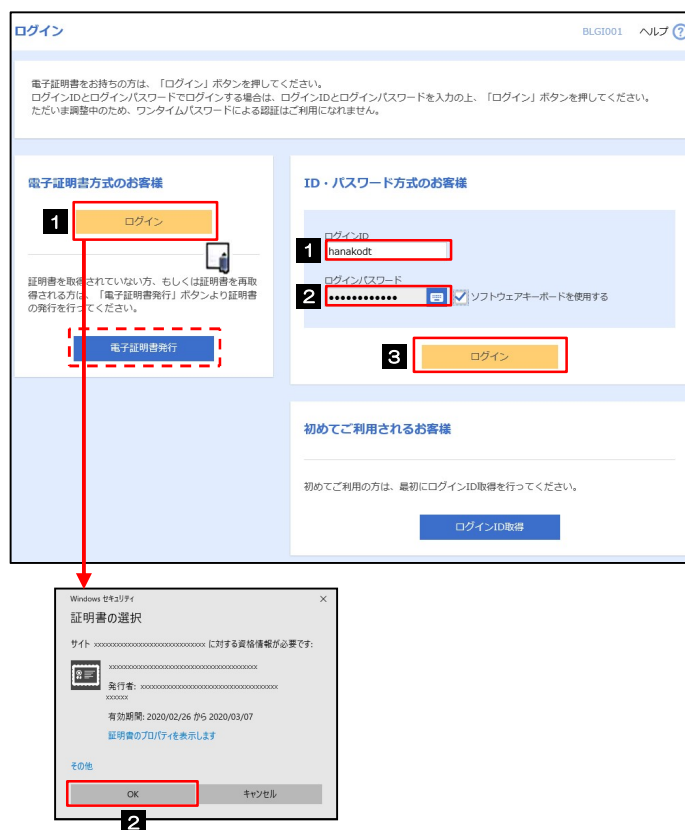 ログイン
BLGI001 ヘルプ ?
電子証明書をお持ちの方は、「ログイン」ボタンを押してください。
ログインIDとログインパスワードでログインする場合は、ログインIDとログインパスワードを入力の上、「ログイン」ボタンを押してください。
ただいま調整中のため、ワンタイムパスワードによる認証はご利用になれません。
電子証明書方式のお客様
1 ログイン
証明書を取得されていない方、もしくは証明書を再取
得される方は、「電子証明書発行」ボタンより証明書
の発行を行ってください。
電子証明書発行
ID・パスワード方式のお客様
ログインID
1 hanakodt
ログインパスワード
2 ●●●●●●●●●●●● ソフトウェアキーボードを使用する
3 ログイン
初めてご利用されるお客様
初めてご利用の方は、最初にログインID取得を行ってください。
ログインID取得
Windows セキュリティ ×
証明書の選択
サイト xxxxxxxxxxxxxxxxxxxxxxxxxxxxx に対する資格情報が必要です:
xxxxxxxxxxxxxxxxxxxxxxxxxxxxxxxxxxxxxxx
発行者: xxxxxxxxxxxxxxxxxxxxxxxxxxxxxxxxxxxx
xxxxxx
有効期間: 2020/02/26 から 2020/03/07
証明書のプロパティを表示します
その他
OK キャンセル
2